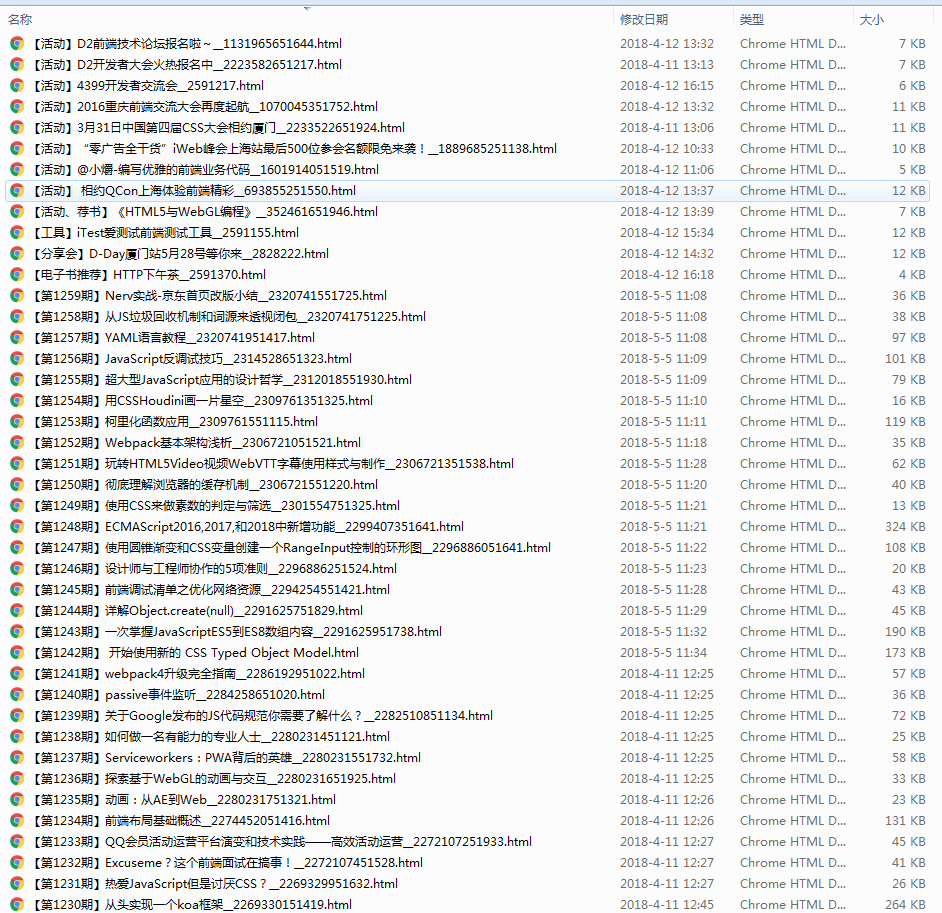 名称 修改日期 类型 大小
【活动】D2前端技术论坛报名啦～__1131965651644.html 2018-4-12 13:32 Chrome HTML D... 7 KB
【活动】D2开发者大会火热报名中__2223582651217.html 2018-4-11 13:13 Chrome HTML D... 7 KB
【活动】4399开发者交流会__2591217.html 2018-4-12 16:15 Chrome HTML D... 6 KB
【活动】2016重庆前端交流大会再度起航__1070045351752.html 2018-4-12 13:32 Chrome HTML D... 11 KB
【活动】3月31日中国第四届CSS大会相约厦门__2233522651924.html 2018-4-11 13:06 Chrome HTML D... 11 KB
【活动】“零广告全干货”iWeb峰会上海站最后500位参会名额限免来袭！__1889685251138.html 2018-4-12 10:33 Chrome HTML D... 10 KB
【活动】@小爝-编写优雅的前端业务代码__1601914051519.html 2018-4-12 11:06 Chrome HTML D... 5 KB
【活动】 相约QCon上海体验前端精彩__693855251550.html 2018-4-12 13:37 Chrome HTML D... 12 KB
【活动、荐书】《HTML5与WebGL编程》__352461651946.html 2018-4-12 13:39 Chrome HTML D... 7 KB
【工具】iTest爱测试前端测试工具__2591155.html 2018-4-12 15:34 Chrome HTML D... 12 KB
【分享会】D-Day厦门站5月28号等你来__2828222.html 2018-4-12 14:32 Chrome HTML D... 12 KB
【电子书推荐】HTTP下午茶__2591370.html 2018-4-12 16:18 Chrome HTML D... 4 KB
【第1259期】Nerv实战-京东首页改版小结__2320741551725.html 2018-5-5 11:08 Chrome HTML D... 36 KB
【第1258期】从JS垃圾回收机制和词源来透视闭包__2320741751225.html 2018-5-5 11:08 Chrome HTML D... 38 KB
【第1257期】YAML语言教程__2320741951417.html 2018-5-5 11:08 Chrome HTML D... 97 KB
【第1256期】JavaScript反调试技巧__2314528651323.html 2018-5-5 11:09 Chrome HTML D... 101 KB
【第1255期】超大型JavaScript应用的设计哲学__2312018551930.html 2018-5-5 11:09 Chrome HTML D... 79 KB
【第1254期】用CSSHoudini画一片星空__2309761351325.html 2018-5-5 11:10 Chrome HTML D... 16 KB
【第1253期】柯里化函数应用__2309761551115.html 2018-5-5 11:11 Chrome HTML D... 119 KB
【第1252期】Webpack基本架构浅析__2306721051521.html 2018-5-5 11:18 Chrome HTML D... 35 KB
【第1251期】玩转HTML5Video视频WebVTT字幕使用样式与制作__2306721351538.html 2018-5-5 11:28 Chrome HTML D... 62 KB
【第1250期】彻底理解浏览器的缓存机制__2306721551220.html 2018-5-5 11:20 Chrome HTML D... 40 KB
【第1249期】使用CSS来做素数的判定与筛选__2301554751325.html 2018-5-5 11:21 Chrome HTML D... 13 KB
【第1248期】ECMAScript2016,2017,和2018中新增功能__2299407351641.html 2018-5-5 11:21 Chrome HTML D... 324 KB
【第1247期】使用圆锥渐变和CSS变量创建一个RangeInput控制的环形图__2296886051641.html 2018-5-5 11:22 Chrome HTML D... 108 KB
【第1246期】设计师与工程师协作的5项准则__2296886251524.html 2018-5-5 11:23 Chrome HTML D... 20 KB
【第1245期】前端调试清单之优化网络资源__2294254551421.html 2018-5-5 11:28 Chrome HTML D... 43 KB
【第1244期】详解Object.create(null)__2291625751829.html 2018-5-5 11:29 Chrome HTML D... 45 KB
【第1243期】一次掌握JavaScriptES5到ES8数组内容__2291625951738.html 2018-5-5 11:32 Chrome HTML D... 190 KB
【第1242期】 开始使用新的 CSS Typed Object Model.html 2018-5-5 11:34 Chrome HTML D... 173 KB
【第1241期】webpack4升级完全指南__2286192951022.html 2018-4-11 12:25 Chrome HTML D... 57 KB
【第1240期】passive事件监听__2284258651020.html 2018-4-11 12:25 Chrome HTML D... 36 KB
【第1239期】关于Google发布的JS代码规范你需要了解什么？__2282510851134.html 2018-4-11 12:25 Chrome HTML D... 72 KB
【第1238期】如何做一名有能力的专业人士__2280231451121.html 2018-4-11 12:25 Chrome HTML D... 25 KB
【第1237期】Serviceworkers：PWA背后的英雄__2280231551732.html 2018-4-11 12:25 Chrome HTML D... 58 KB
【第1236期】探索基于WebGL的动画与交互__2280231651925.html 2018-4-11 12:25 Chrome HTML D... 33 KB
【第1235期】动画：从AE到Web__2280231751321.html 2018-4-11 12:26 Chrome HTML D... 23 KB
【第1234期】前端布局基础概述__2274452051416.html 2018-4-11 12:26 Chrome HTML D... 131 KB
【第1233期】QQ会员活动运营平台演变和技术实践——高效活动运营__2272107251933.html 2018-4-11 12:27 Chrome HTML D... 45 KB
【第1232期】Excuseme？这个前端面试在搞事！__2272107451528.html 2018-4-11 12:27 Chrome HTML D... 41 KB
【第1231期】热爱JavaScript但是讨厌CSS？__2269329951632.html 2018-4-11 12:27 Chrome HTML D... 26 KB
【第1230期】从头实现一个koa框架__2269330151419.html 2018-4-11 12:45 Chrome HTML D... 264 KB